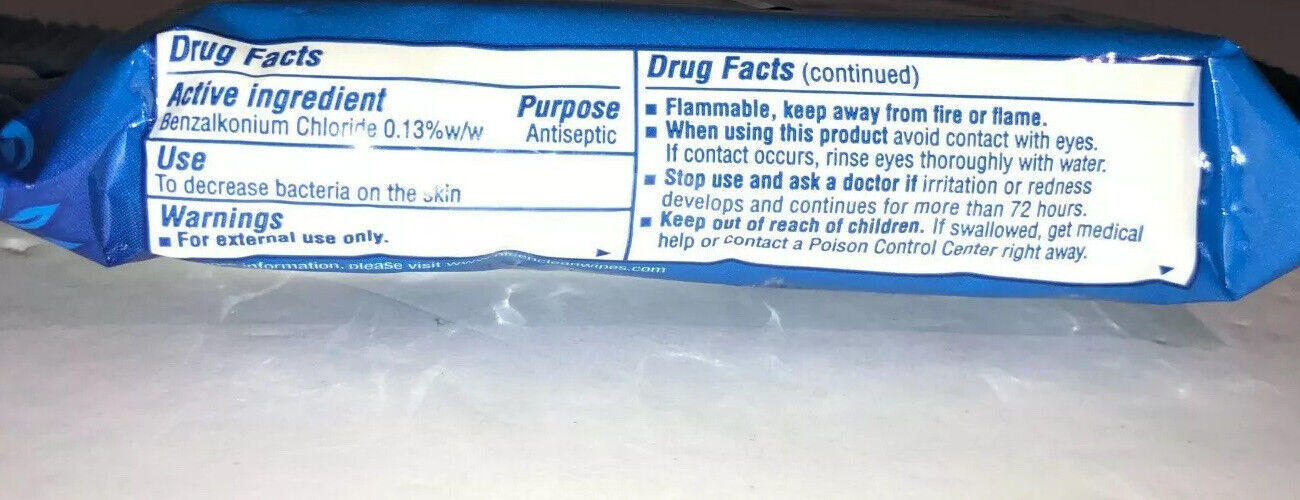 Drug Facts
Active ingredient Purpose
Benzalkonium Chloride 0.13%w/w Antiseptic
Use
To decrease bacteria on the skin
Warnings
■ For external use only.
information, please visit
Drug Facts (continued)
■ Flammable, keep away from fire or flame.
■ When using this product avoid contact with eyes.
If contact occurs, rinse eyes thoroughly with water.
■ Stop use and ask a doctor if irritation or redness
develops and continues for more than 72 hours.
■ Keep out of reach of children. If swallowed, get medical
help or contact a Poison Control Center right away.